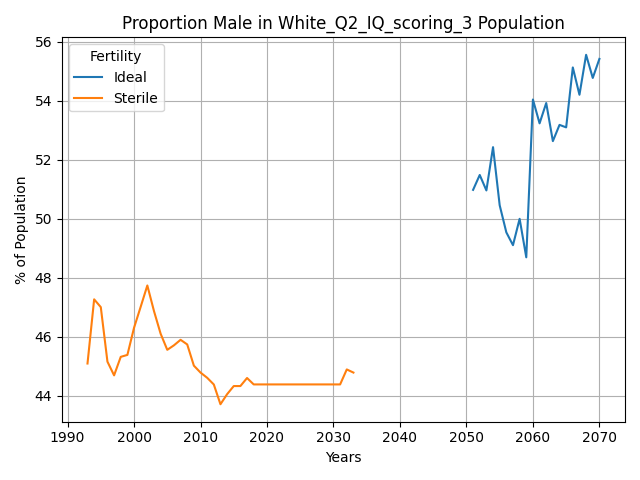 Proportion Male in White_Q2_IQ_scoring_3 Population
Fertility
Ideal
Sterile
% of Population
56
54
52
50
48
46
44
1990 2000 2010 2020 2030 2040 2050 2060 2070
Years